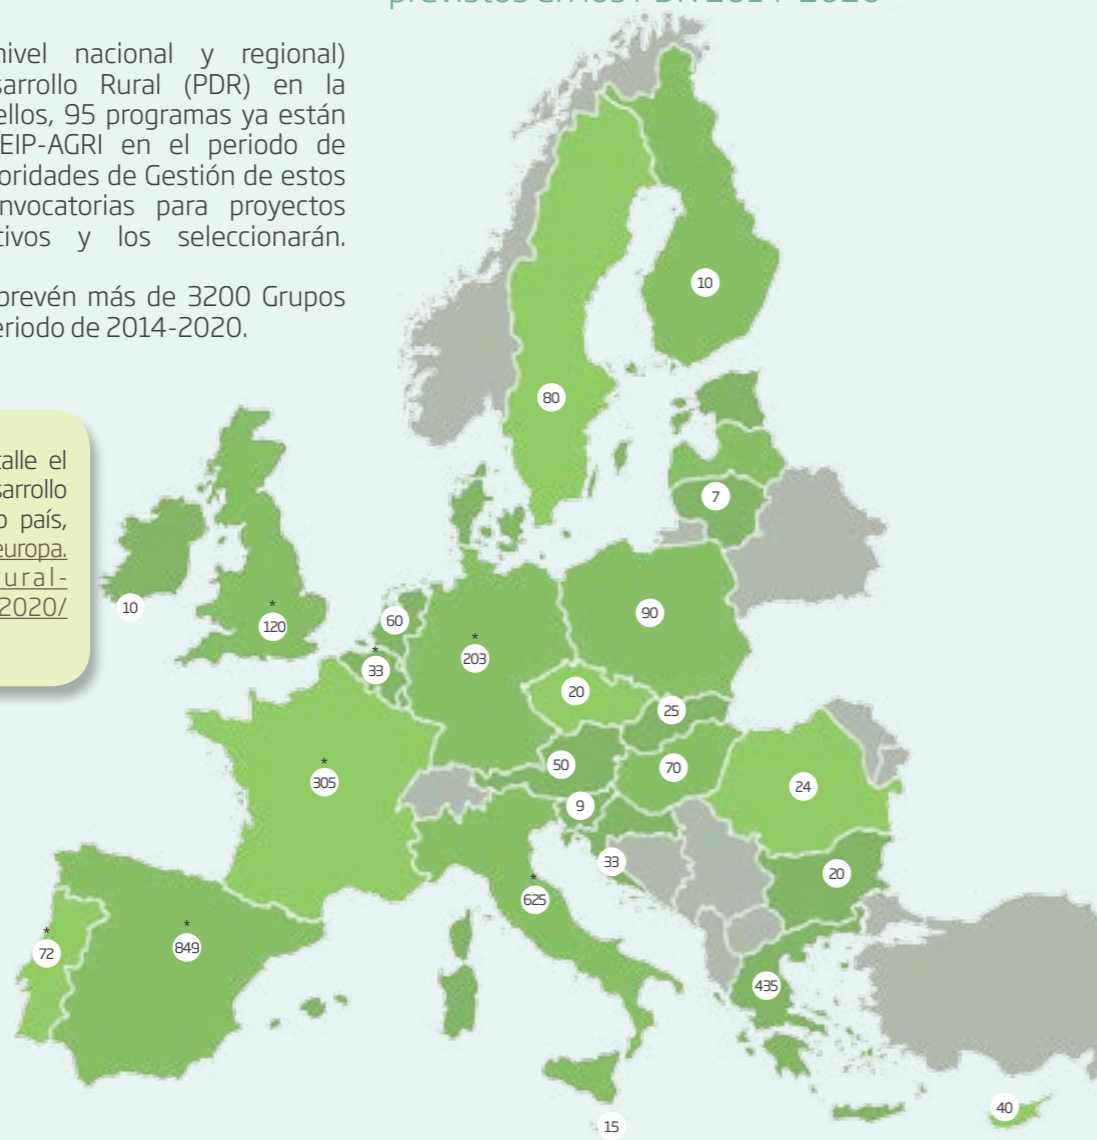 previstos en los PDR 2014-2020
nivel nacional y regional)
sarrollo Rural (PDR) en la
ellos, 95 programas ya están
EIP-AGRI en el periodo de
oridades de Gestión de estos
nvocatorias para proyectos
tivos y los seleccionarán.
prevén más de 3200 Grupos
eriodo de 2014-2020.
talle el
sarrollo
o país,
europa.
ural-
2020/
10
80
7
10
* 120
60
* 33
* 203
90
20
25
50
70
9
24
* 305
33
20
* 625
* 72
* 849
435
40
15